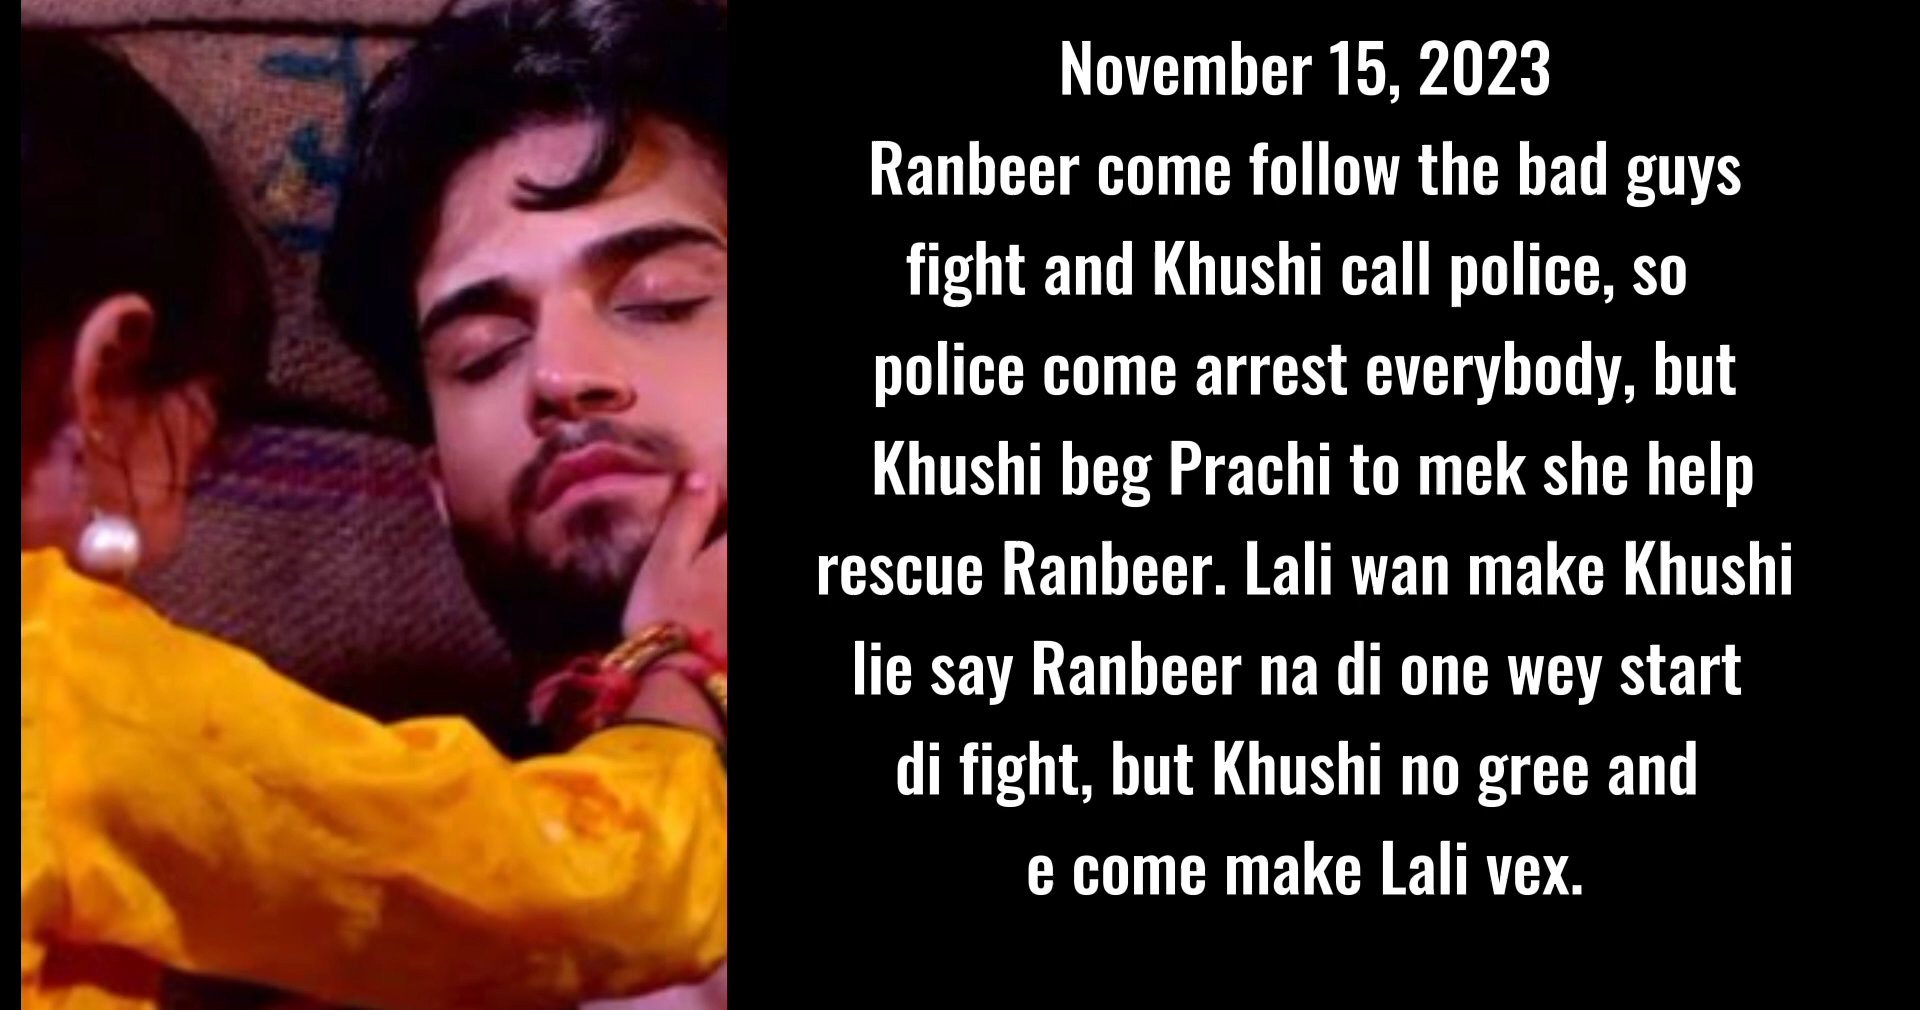 November 15, 2023
Ranbeer come follow the bad guys
fight and Khushi call police, so
police come arrest everybody, but
Khushi beg Prachi to mek she help
rescue Ranbeer. Lali wan make Khushi
lie say Ranbeer na di one wey start
di fight, but Khushi no gree and
e come make Lali vex.